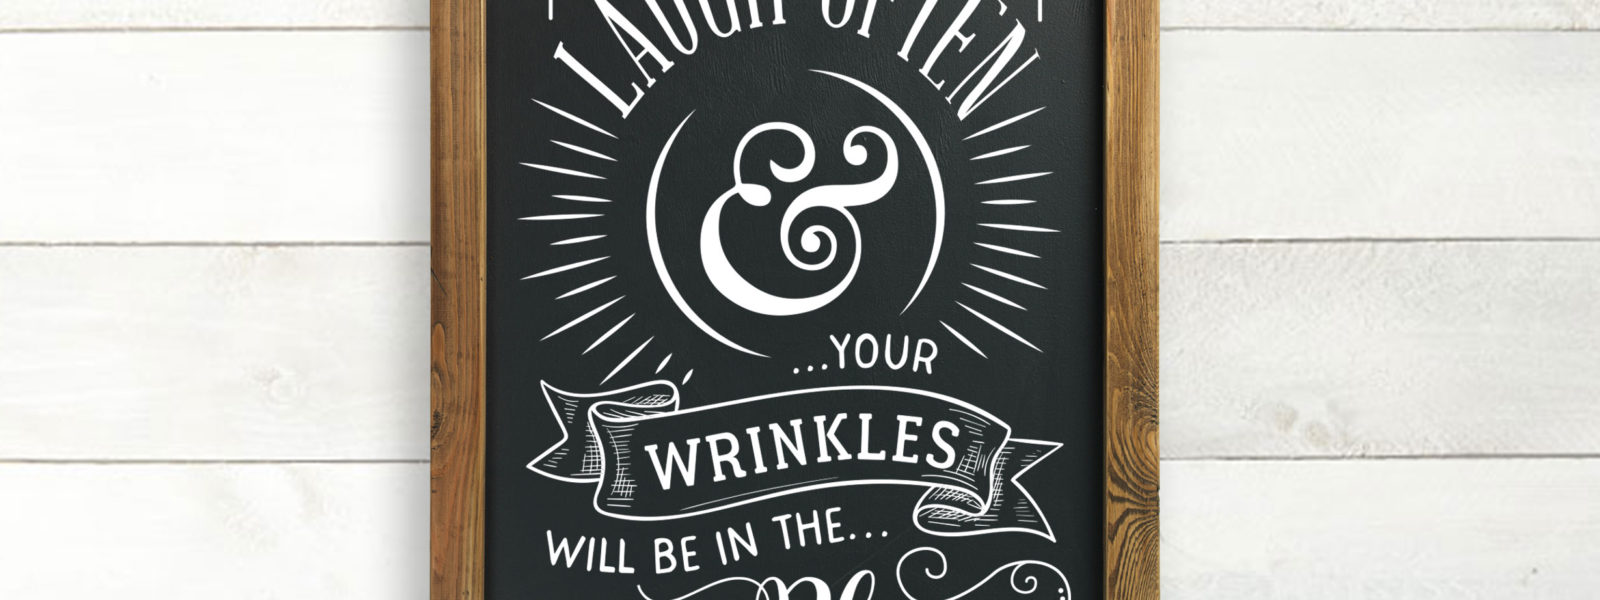 LAUGH OFTEN
&
...YOUR
WRINKLES
WILL BE IN THE...